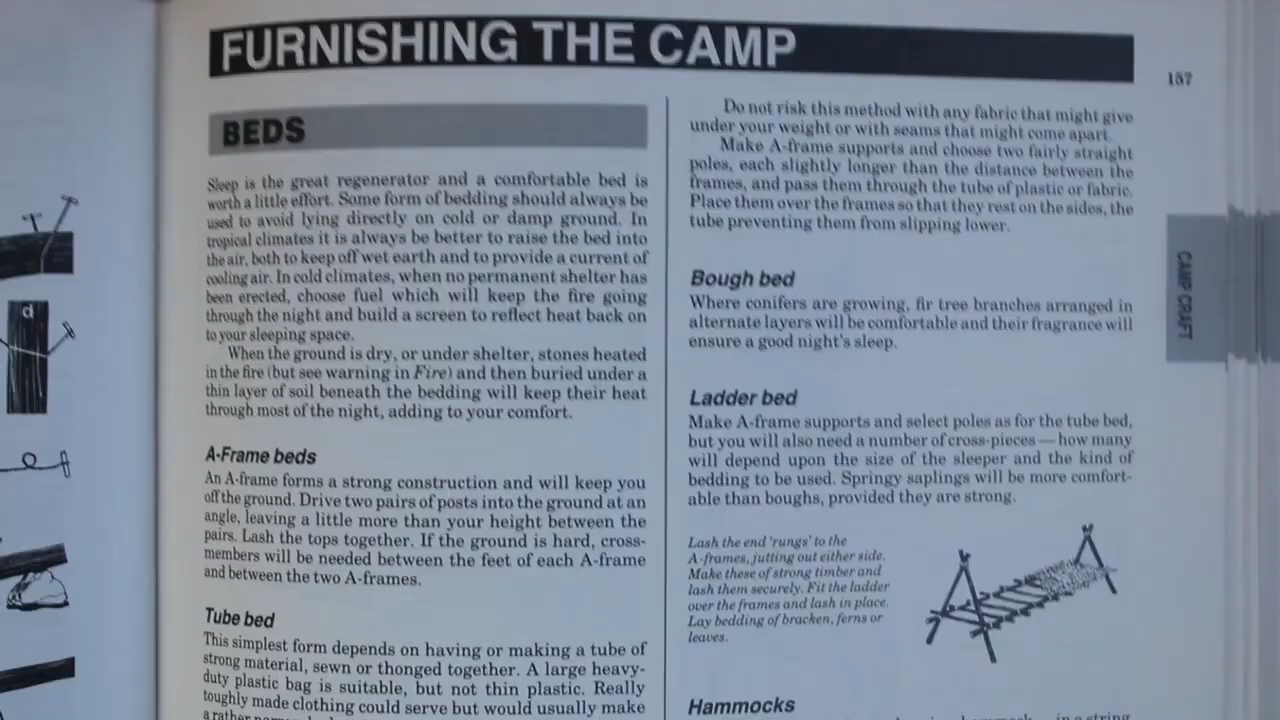 FURNISHING THE CAMP
157
BEDS
Sleep is the great regenerator and a comfortable bed is
worth a little effort. Some form of bedding should always be
used to avoid lying directly on cold or damp ground. In
tropical climates it is always be better to raise the bed into
the air, both to keep off wet earth and to provide a current of
cooling air. In cold climates, when no permanent shelter has
been erected, choose fuel which will keep the fire going
through the night and build a screen to reflect heat back on
to your sleeping space.
When the ground is dry, or under shelter, stones heated
in the fire (but see warning in Fire) and then buried under a
thin layer of soil beneath the bedding will keep their heat
through most of the night, adding to your comfort.
A-Frame beds
An A-frame forms a strong construction and will keep you
off the ground. Drive two pairs of posts into the ground at an
angle, leaving a little more than your height between the
pairs. Lash the tops together. If the ground is hard, cross-
members will be needed between the feet of each A-frame
and between the two A-frames.
Tube bed
This simplest form depends on having or making a tube of
strong material, sewn or thonged together. A large heavy-
duty plastic bag is suitable, but not thin plastic. Really
roughly made clothing could serve but would usually make
a rather
Do not risk this method with any fabric that might give
under your weight or with seams that might come apart.
Make A-frame supports and choose two fairly straight
poles, each slightly longer than the distance between the
frames, and pass them through the tube of plastic or fabric.
Place them over the frames so that they rest on the sides, the
tube preventing them from slipping lower.
Bough bed
Where conifers are growing, fir tree branches arranged in
alternate layers will be comfortable and their fragrance will
ensure a good night's sleep.
Ladder bed
Make A-frame supports and select poles as for the tube bed,
but you will also need a number of cross-pieces — how many
will depend upon the size of the sleeper and the kind of
bedding to be used. Springy saplings will be more comfort-
able than boughs, provided they are strong.
Lash the end 'rungs' to the
A-frames, jutting out either side.
Make these of strong timber and
lash them securely. Fit the ladder
over the frames and lash in place.
Lay bedding of bracken, ferns or
leaves.
Hammocks
in a string
CAMP CRAFT
d